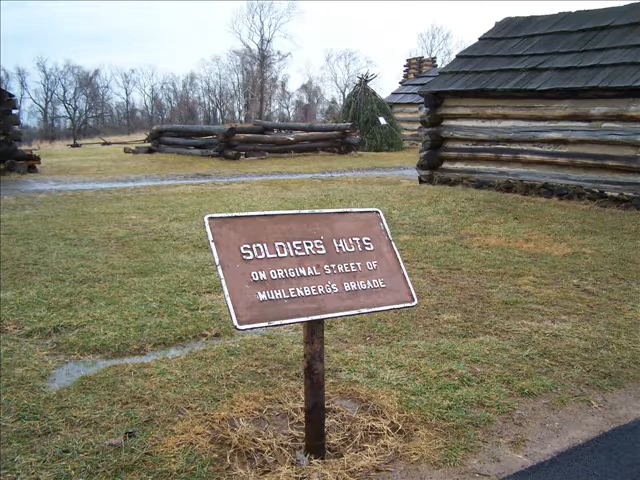 SOLDIERS' HUTS
ON ORIGINAL STREET OF
MUHLENBERG'S BRIGADE